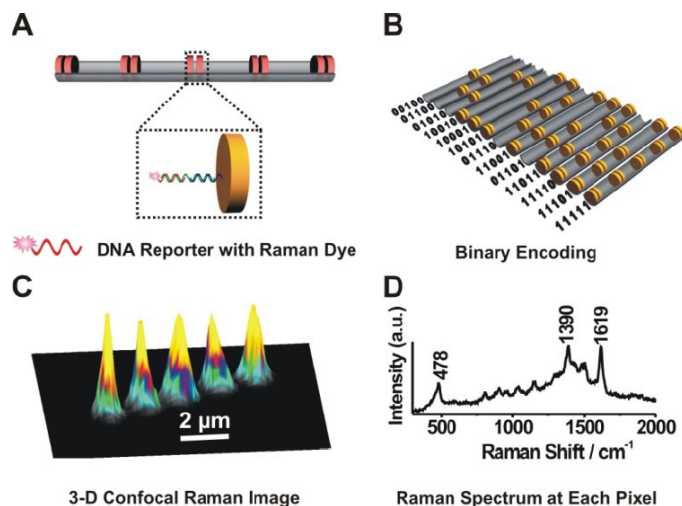 A
DNA Reporter with Raman Dye
B
00100
01100
01010
10001
10101
01110
01101
11011
11110
11101
11111
Binary Encoding
C
2 µm
3-D Confocal Raman Image
D
Intensity (a.u.)
478
1390
1619
500 1000 1500 2000
Raman Shift / cm-1
Raman Spectrum at Each Pixel